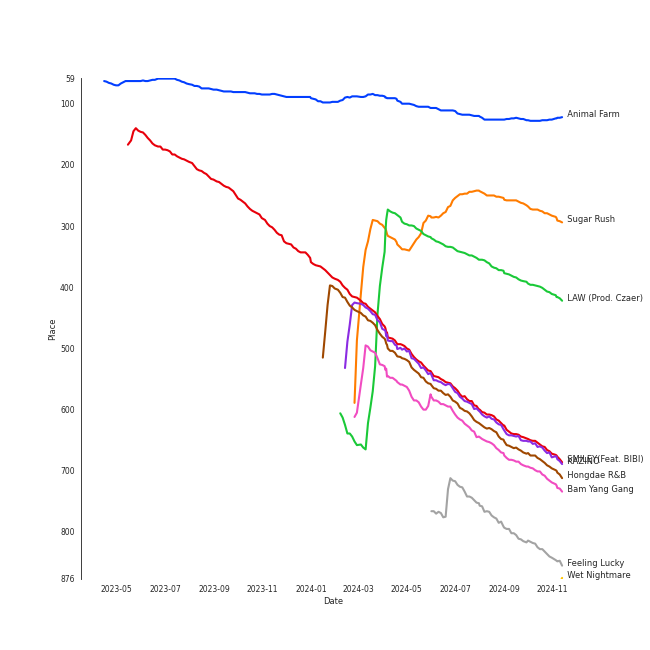 59
100
200
300
400
500
600
700
800
876
Place
Animal Farm
Sugar Rush
LAW (Prod. Czaer)
SMILEY(Feat. BIBI)
KAZINO
Hongdae R&B
Bam Yang Gang
Feeling Lucky
Wet Nightmare
2023-05 2023-07 2023-09 2023-11 2024-01 2024-03 2024-05 2024-07 2024-09 2024-11
Date